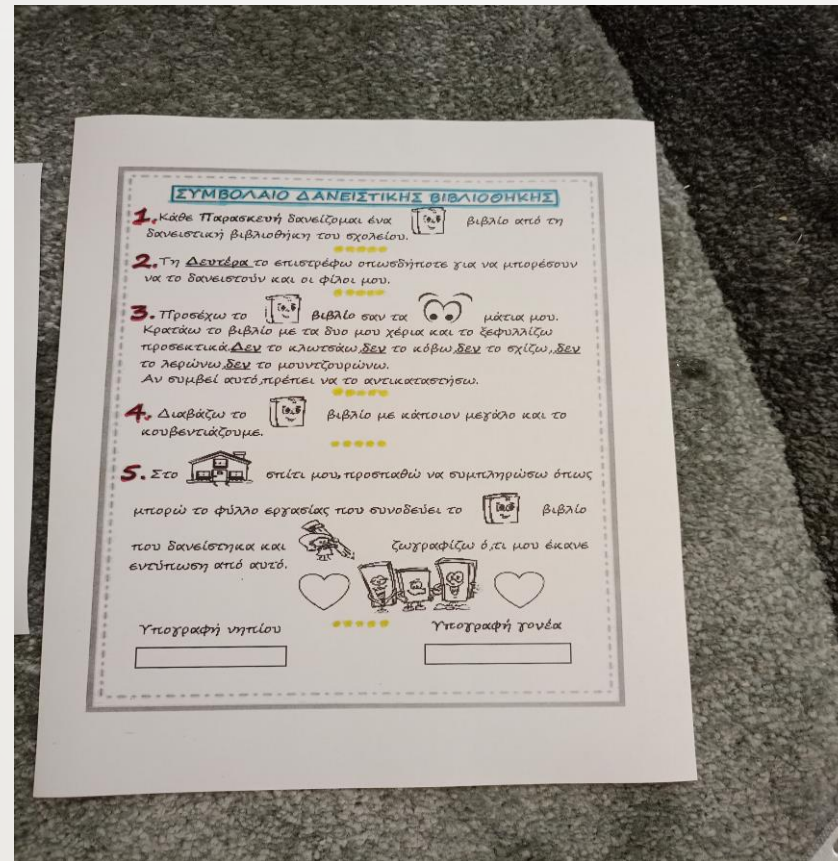 ΣΥΜΒΟΛΑΙΟ ΔΑΝΕΙΣΤΙΚΗΣ ΒΙΒΛΙΟΘΗΚΗΣ
1. Κάθε Παρασκευή δανείζομαι ένα βιβλίο από τη
δανειστική βιβλιοθήκη του σχολείου.
2. Τη Δευτέρα το επιστρέφω οπωσδήποτε για να μπορέσουν
να το δανειστούν και οι φίλοι μου.
3. Προσέχω το βιβλίο σαν τα μάτια μου.
Κρατάω το βιβλίο με τα δυο μου χέρια και το ξεφυλλίζω
προσεκτικά.Δεν το κλωτσάω,δεν το κόβω,δεν το σχίζω,,δεν
το λερώνω,δεν το μουντζουρώνω.
Αν συμβεί αυτό,πρέπει να το αντικαταστήσω.
4. Διαβάζω το βιβλίο με κάποιον μεγάλο και το
κουβεντιάζουμε.
5. Στο σπίτι μου,προσπαθώ να συμπληρώσω όπως
μπορώ το φύλλο εργασίας που συνοδεύει το βιβλίο
που δανείστηκα και ζωγραφίζω ό,τι μου έκανε
εντύπωση από αυτό.
Υπογραφή νηπίου Υπογραφή γονέα